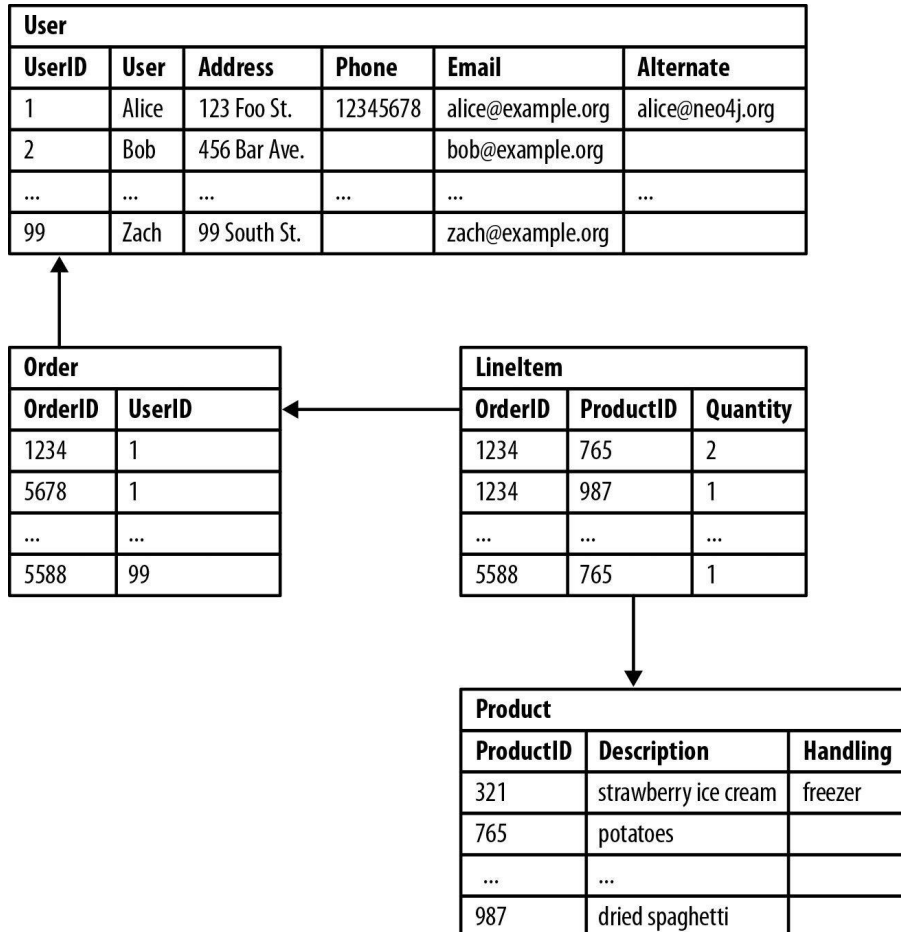 User
UserID User Address Phone Email Alternate
1 Alice 123 Foo St. 12345678 alice@example.org alice@neo4j.org
2 Bob 456 Bar Ave. bob@example.org
... ... ... ... ... ...
99 Zach 99 South St. zach@example.org
Order
OrderID UserID
1234 1
5678 1
... ...
5588 99
LineItem
OrderID ProductID Quantity
1234 765 2
1234 987 1
... ... ...
5588 765 1
Product
ProductID Description Handling
321 strawberry ice cream freezer
765 potatoes
... ...
987 dried spaghetti